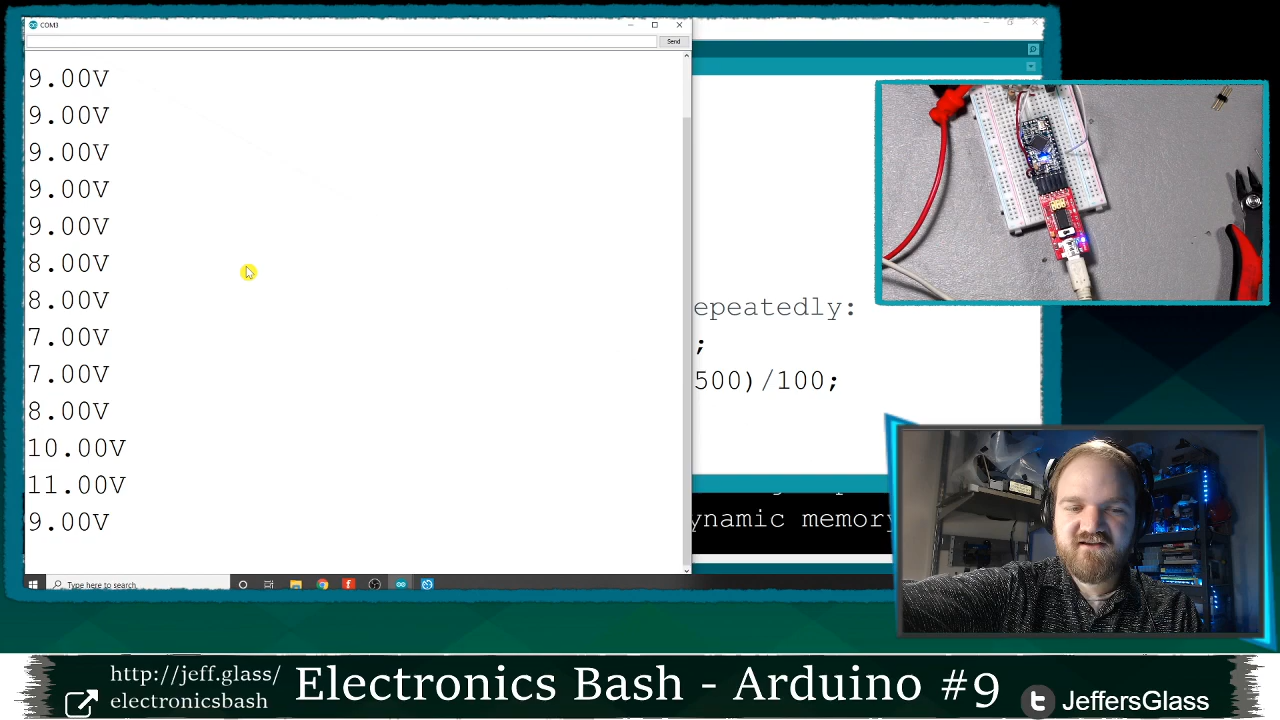 COM3
Send
9.00V
9.00V
9.00V
9.00V
9.00V
8.00V
8.00V
7.00V
7.00V
8.00V
10.00V
11.00V
9.00V
epeatedly:
;
500)/100;
ynamic memory
Type here to search
http://jeff.glass/
electronicsbash
Electronics Bash - Arduino #9
JeffersGlass